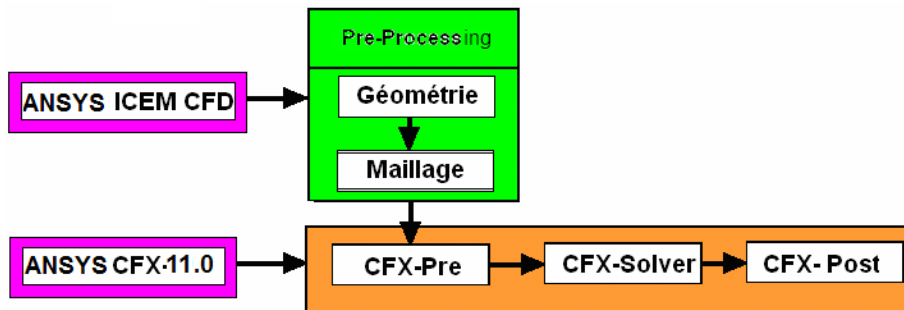 Pre-Processing
ANSYS ICEM CFD
Géométrie
Maillage
ANSYS CFX-11.0
CFX-Pre
CFX-Solver
CFX- Post